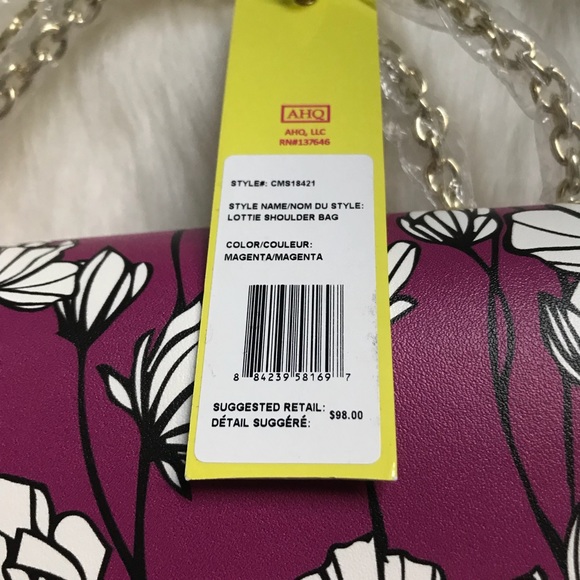 AHQ
AHQ, LLC
RN#137646
STYLE#: CMS18421
STYLE NAME/NOM DU STYLE:
LOTTIE SHOULDER BAG
COLOR/COULEUR:
MAGENTA/MAGENTA
8 84239 58169 7
SUGGESTED RETAIL: $98.00
DÉTAIL SUGGÉRÉ: